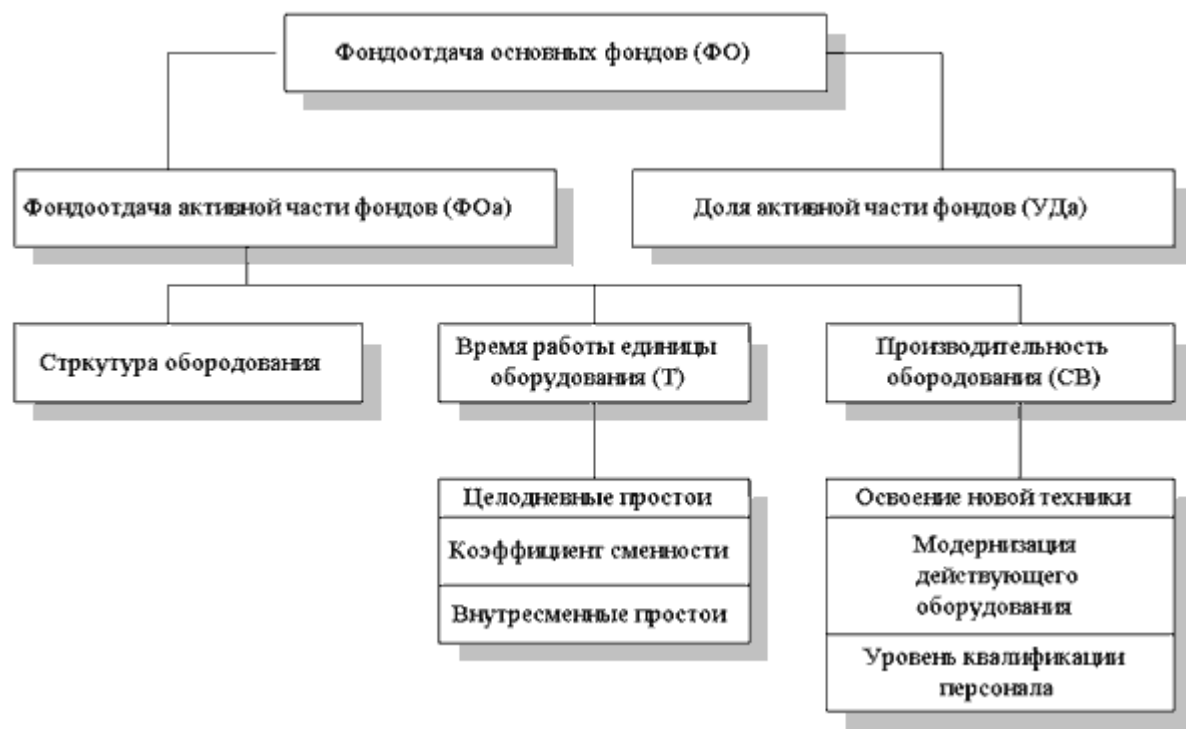 Фондоотдача основных фондов (ФО)
Фондоотдача активной части фондов (ФОа)
Доля активной части фондов (УДа)
Стркутура обородования
Время работы единицы
оборудования (Т)
Производительность
обородования (СВ)
Целодневные простои
Коэффициент сменности
Внутресменные простои
Освоение новой техники
Модернизация
действующего
оборудования
Уровень квалификации
персонала